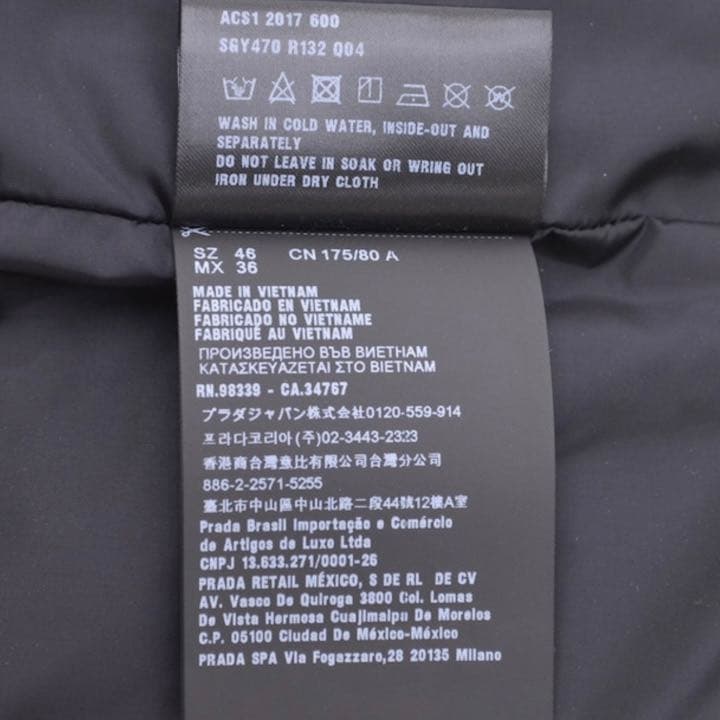 ACS1 2017 600
SGY470 R132 Q04
WASH IN COLD WATER, INSIDE-OUT AND
SEPARATELY
DO NOT LEAVE IN SOAK OR WRING OUT
IRON UNDER DRY CLOTH
SZ 46 CN 175/80 A
MX 36
MADE IN VIETNAM
FABRICADO EN VIETNAM
FABRICADO NO VIETNAME
FABRIQUÉ AU VIETNAM
ПРОИЗВЕДЕНО ВЪВ ВИЕТНАМ
ΚΑΤΑΣΚΕΥΑΖΕΤΑΙ ΣΤΟ ΒΙΕΤΝΑΜ
RN.98339 - CA.34767
プラダジャパン株式会社0120-559-914
프라다코리아(주)02-3443-2323
香港商台灣意比有限公司台灣分公司
886-2-2571-5255
臺北市中山區中山北路二段44號12樓A室
Prada Brasil Importação e Comércio
de Artigos de Luxo Ltda
CNPJ 13.633.271/0001-26
PRADA RETAIL MÉXICO, S DE RL DE CV
AV. Vasco De Quiroga 3800 Col. Lomas
De Vista Hermosa Cuajimalpa De Morelos
C.P. 05100 Ciudad De México-México
PRADA SPA Via Fogazzaro,28 20135 Milano